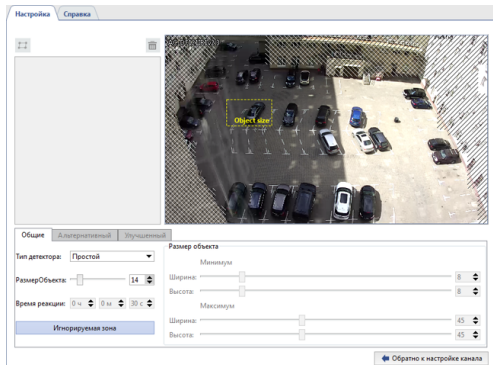 Настройка Справка
Object size
Общие Альтернативный Улучшенный
Тип детектора: Простой
РазмерОбъекта: 14
Время реакции: 0 ч 0 м 30 с
Игнорируемая зона
Размер объекта
Минимум
Ширина: 8
Высота: 8
Максимум
Ширина: 45
Высота: 45
Обратно к настройке канала